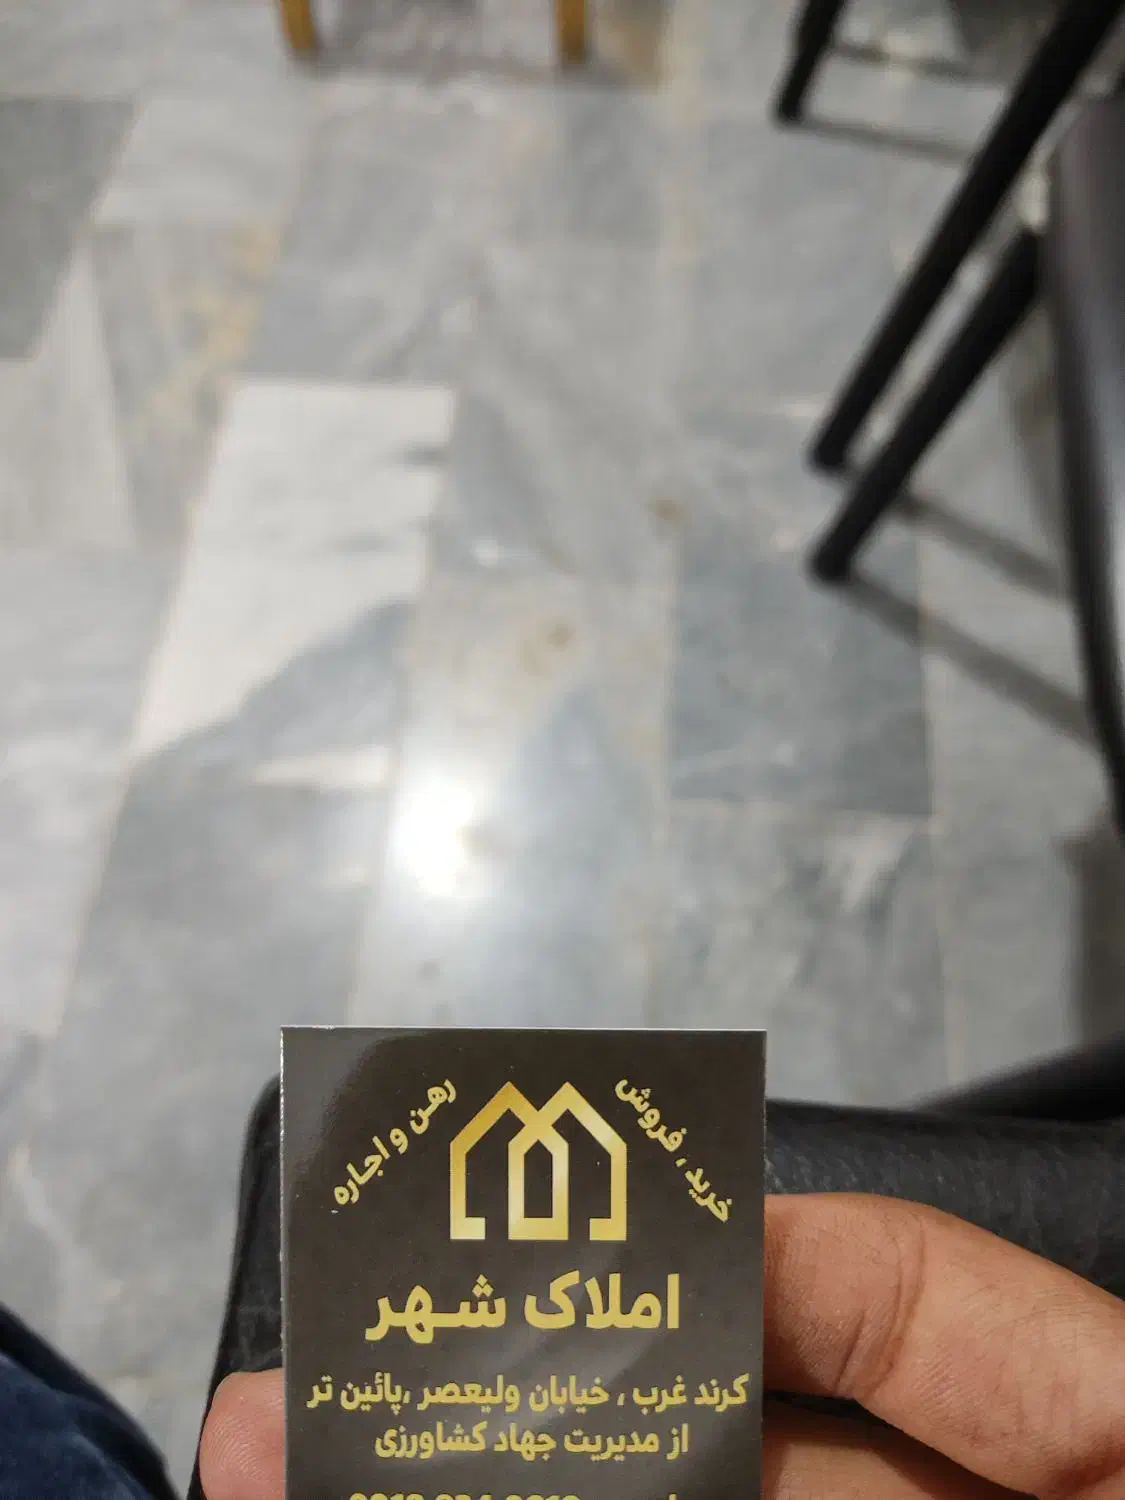 خرید ، فروش
رهن و اجاره
املاک شهر
کرند غرب ، خیابان ولیعصر ،پائین تر
از مدیریت جهاد کشاورزی